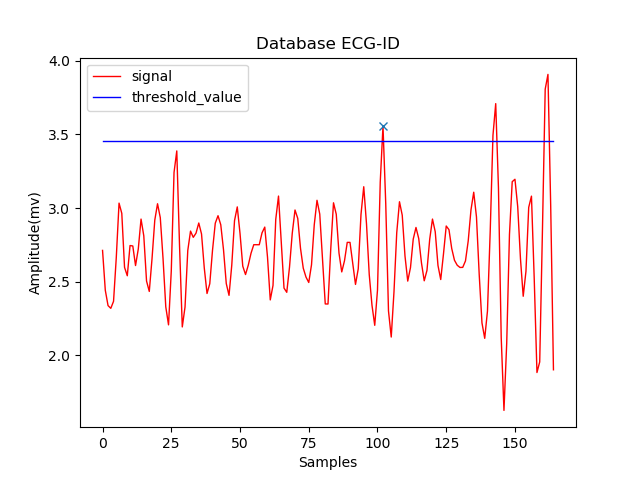 Database ECG-ID
signal
threshold_value
Amplitude(mv)
4.0
3.5
3.0
2.5
2.0
0 25 50 75 100 125 150
Samples